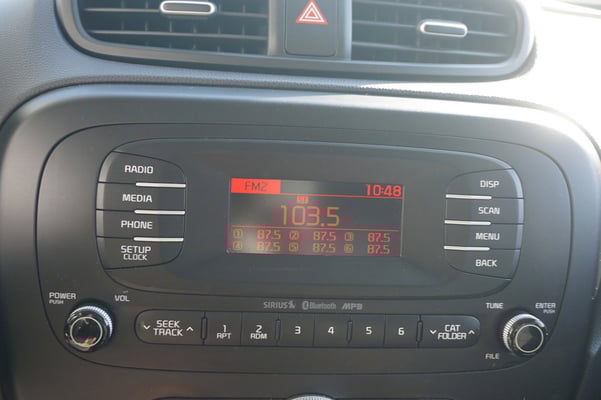 RADIO
MEDIA
PHONE
SETUP
CLOCK
FM2 10:48
103.5
① 87.5 ② 87.5 ③ 87.5
④ 87.5 ⑤ 87.5 ⑥ 87.5
DISP
SCAN
MENU
BACK
SIRIUS Bluetooth MP3
POWER
PUSH
VOL
TUNE
ENTER
PUSH
SEEK
TRACK
1
RPT
2
RDM
3
4
5
6
CAT
FOLDER
FILE